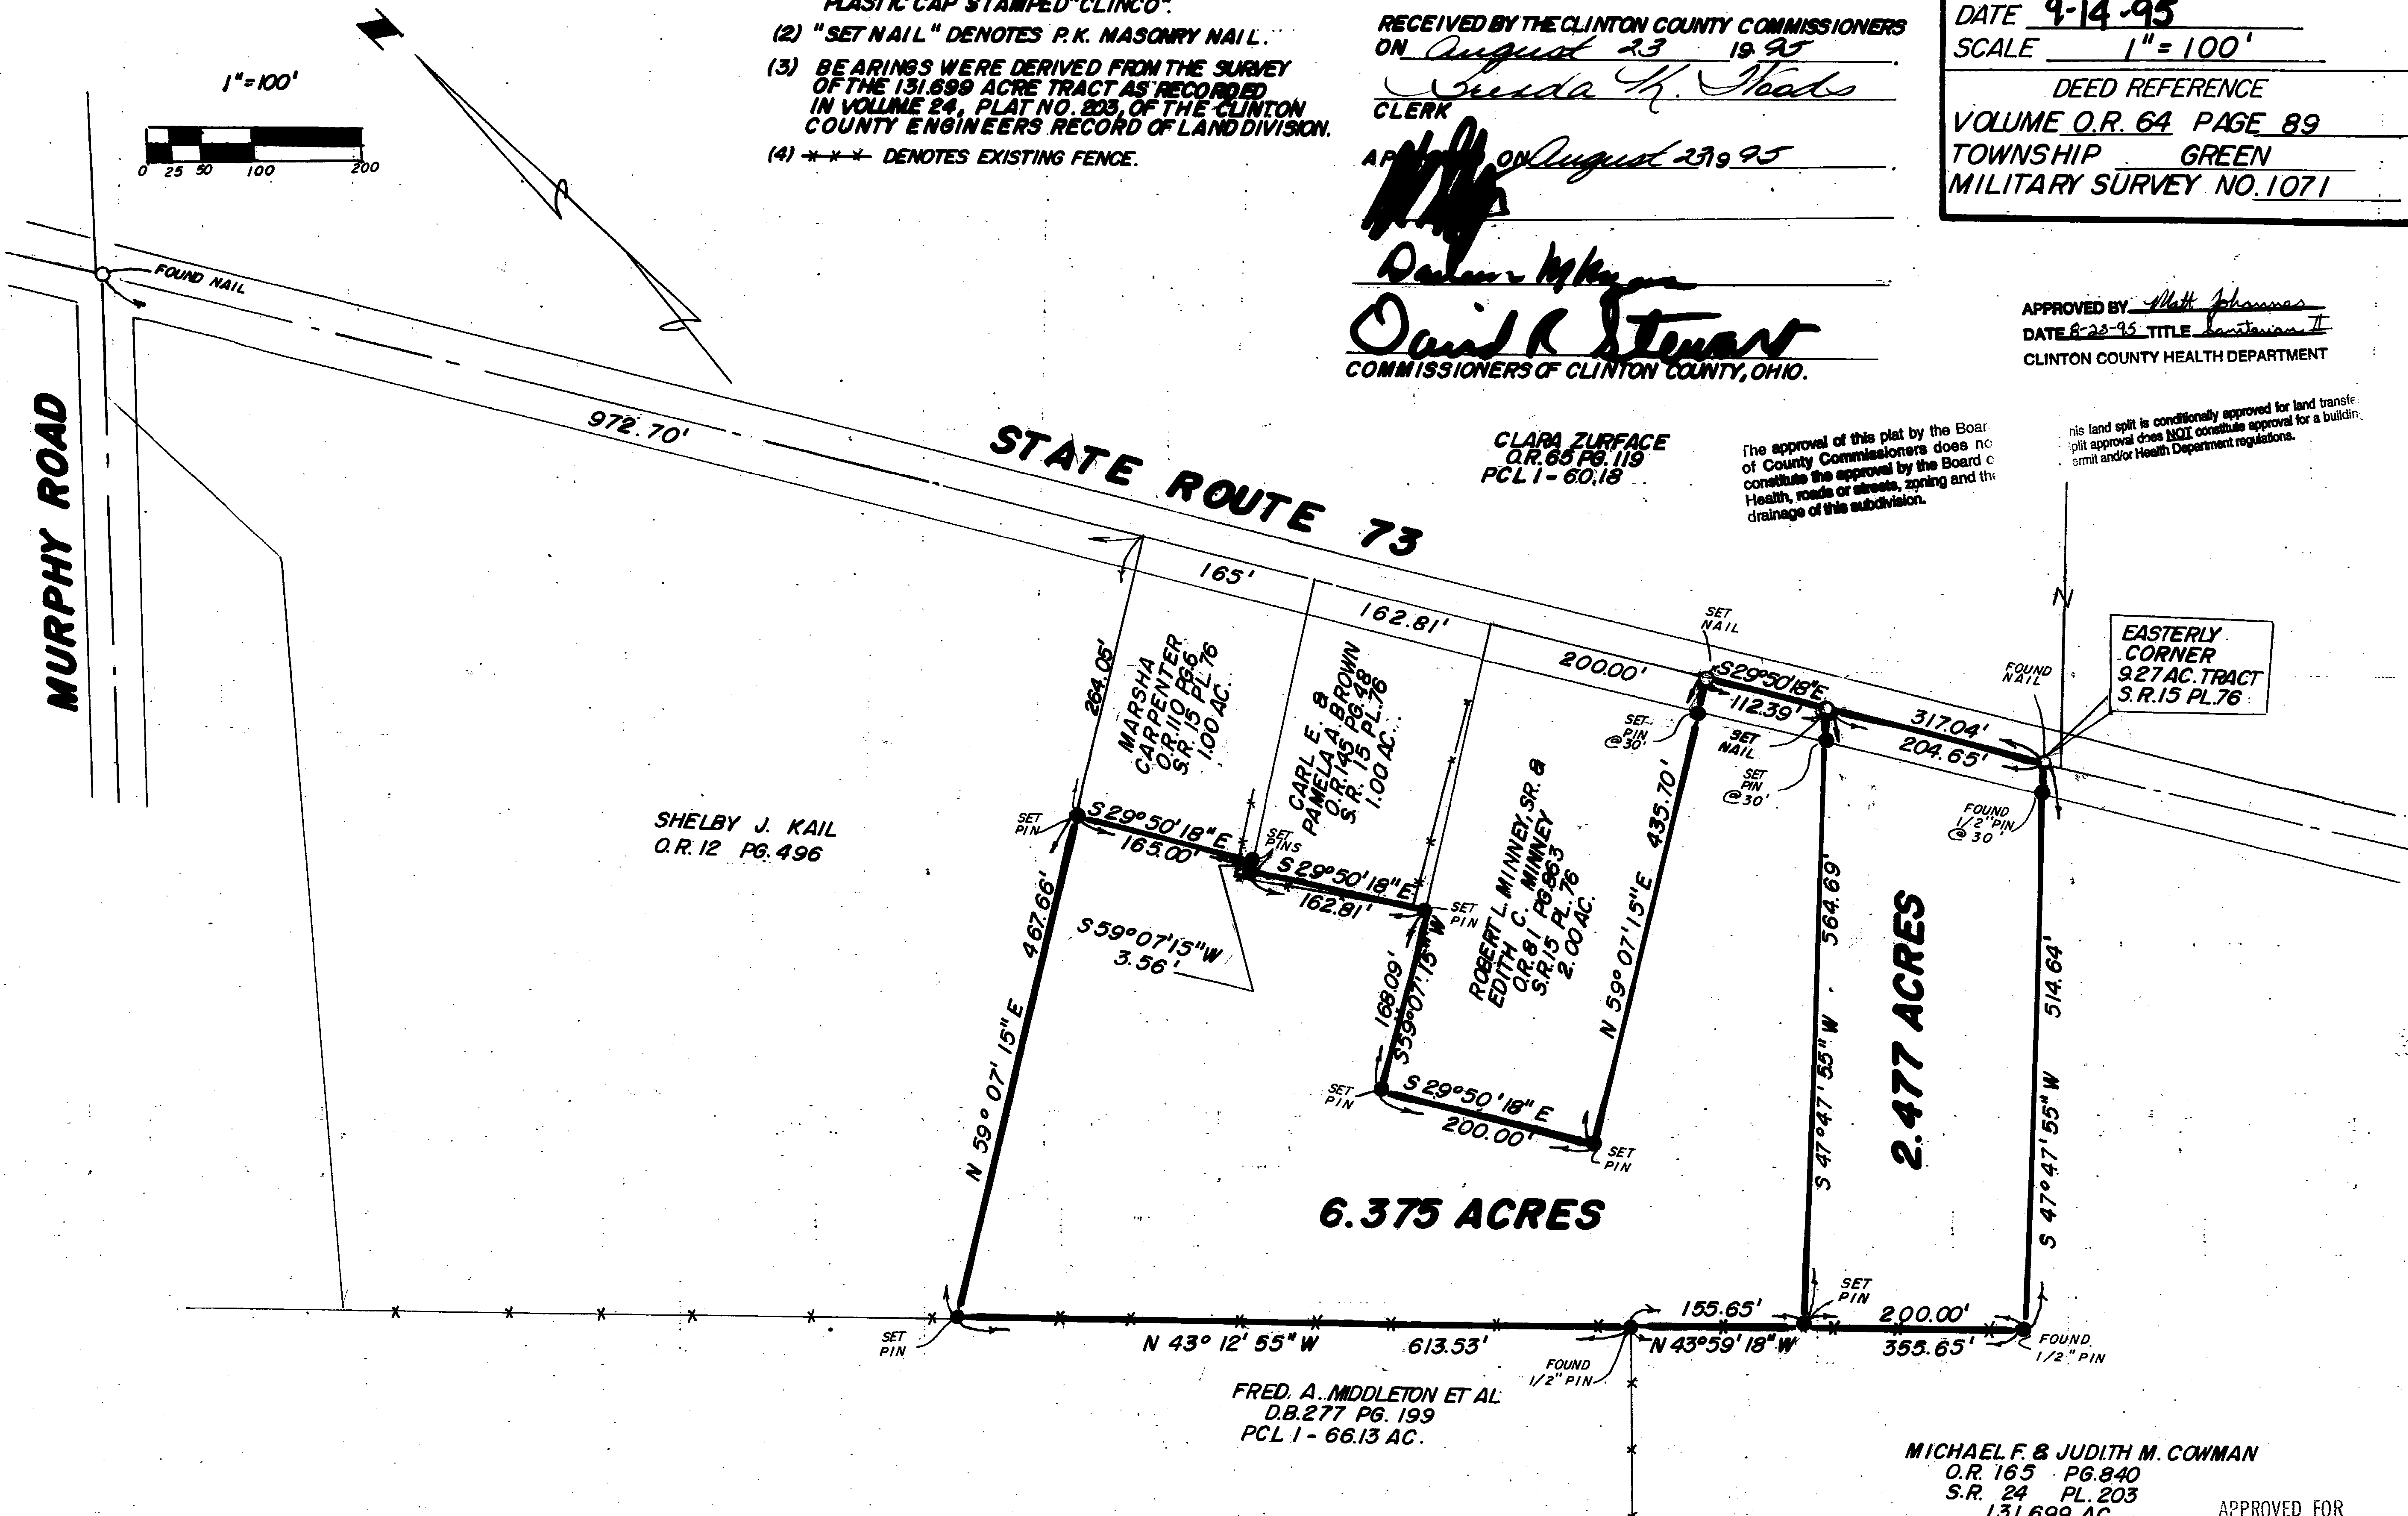 PLASTIC CAP STAMPED "CLINCO".
(2) "SET NAIL" DENOTES P.K. MASONRY NAIL.
(3) BEARINGS WERE DERIVED FROM THE SURVEY
OF THE 131.699 ACRE TRACT AS RECORDED
IN VOLUME 24, PLAT NO. 203, OF THE CLINTON
COUNTY ENGINEERS RECORD OF LAND DIVISION.
(4) x x x DENOTES EXISTING FENCE.
1"=100'
0 25 50 100 200
N
RECEIVED BY THE CLINTON COUNTY COMMISSIONERS
ON August 23 1995.
CLERK
ON August 23 1995.
David R Stewart
COMMISSIONERS OF CLINTON COUNTY, OHIO.
DATE 9-14-95
SCALE 1"=100'
DEED REFERENCE
VOLUME O.R. 64 PAGE 89
TOWNSHIP GREEN
MILITARY SURVEY NO. 1071
APPROVED BY Matt Johannes
DATE 8-23-95 TITLE Sanitarian II
CLINTON COUNTY HEALTH DEPARTMENT
The approval of this plat by the Boar
of County Commissioners does no
constitute the approval by the Board o
Health, roads or streets, zoning and the
drainage of this subdivision.
his land split is conditionally approved for land transfe
plit approval does NOT constitute approval for a buildin
ermit and/or Health Department regulations.
FOUND NAIL
MURPHY ROAD
972.70'
STATE ROUTE 73
CLARA ZURFACE
O.R. 65 PG. 119
PCL I - 60.18
165'
162.81'
200.00'
SET
NAIL
S 29°50'18" E
112.39'
SET
NAIL
317.04'
204.65'
FOUND
NAIL
N
EASTERLY
CORNER
9.27 AC. TRACT
S.R. 15 PL. 76
SET
PIN
@ 30'
SET
PIN
@ 30'
FOUND
1/2" PIN
@ 30'
264.05'
MARSHA
CARPENTER
O.R. 110 PG. 6
S.R. 15 PL. 76
1.00 AC.
CARL E. &
PAMELA A. BROWN
O.R. 145 PG. 48
S.R. 15 PL. 76
1.00 AC.
ROBERT L. MINNEY, SR. &
EDITH C. MINNEY
O.R. 81 PG. 863
S.R. 15 PL. 76
2.00 AC.
SHELBY J. KAIL
O.R. 12 PG. 496
SET
PIN
S 29°50'18" E
165.00'
SET
PINS
S 29°50'18" E
162.81'
SET
PIN
S 59°07'15" W
3.56'
467.66'
N 59°07'15" E
168.09'
S 59°07'15" W
SET
PIN
S 29°50'18" E
200.00'
SET
PIN
N 59°07'15" E 435.70'
S 47°47'55" W 564.69'
2.477 ACRES
S 47°47'55" W 514.64'
6.375 ACRES
SET
PIN
N 43°12'55" W 613.53'
FOUND
1/2" PIN
155.65'
N 43°59'18" W
SET
PIN
200.00'
355.65'
FOUND
1/2" PIN
FRED. A. MIDDLETON ET AL
D.B. 277 PG. 199
PCL I - 66.13 AC.
MICHAEL F. & JUDITH M. COWMAN
O.R. 165 PG. 840
S.R. 24 PL. 203
131.699 AC.
APPROVED FOR